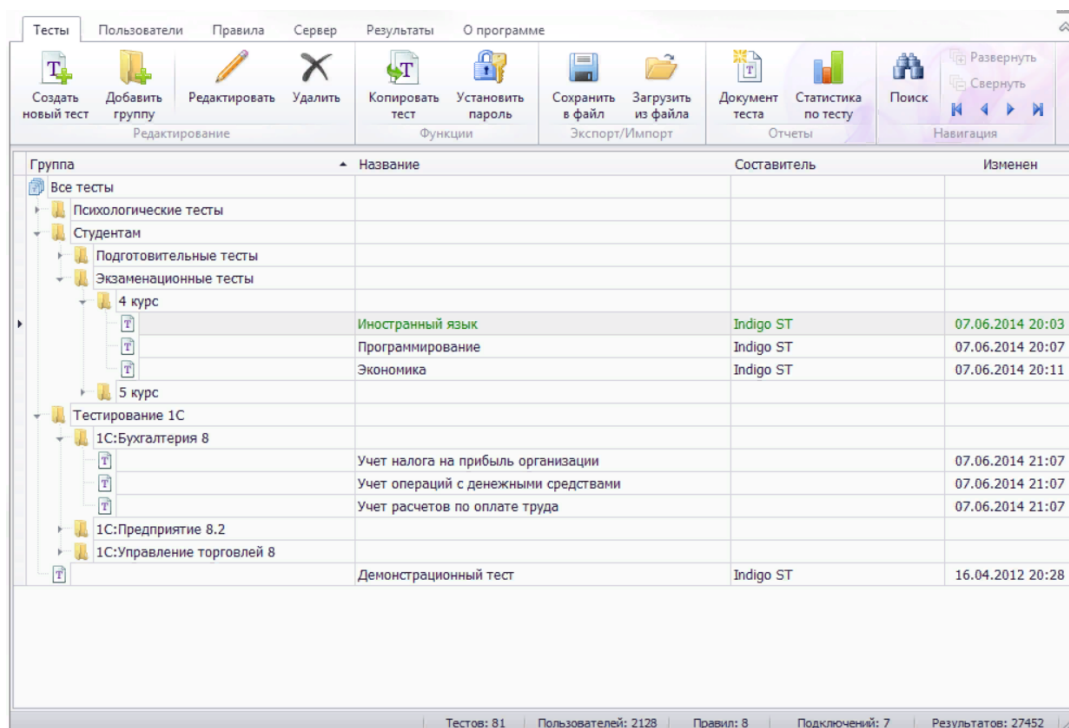 Тесты Пользователи Правила Сервер Результаты О программе
Создать новый тест
Добавить группу
Редактировать
Удалить
Копировать тест
Установить пароль
Сохранить в файл
Загрузить из файла
Документ теста
Статистика по тесту
Поиск
Развернуть
Свернуть
Редактирование Функции Экспорт/Импорт Отчеты Навигация
Группа Название Составитель Изменен
Все тесты
Психологические тесты
Студентам
Подготовительные тесты
Экзаменационные тесты
4 курс
Иностранный язык Indigo ST 07.06.2014 20:03
Программирование Indigo ST 07.06.2014 20:07
Экономика Indigo ST 07.06.2014 20:11
5 курс
Тестирование 1С
1С:Бухгалтерия 8
Учет налога на прибыль организации 07.06.2014 21:07
Учет операций с денежными средствами 07.06.2014 21:07
Учет расчетов по оплате труда 07.06.2014 21:07
1С:Предприятие 8.2
1С:Управление торговлей 8
Демонстрационный тест Indigo ST 16.04.2012 20:28
Тестов: 81 Пользователей: 2128 Правил: 8 Подключений: 7 Результатов: 27452